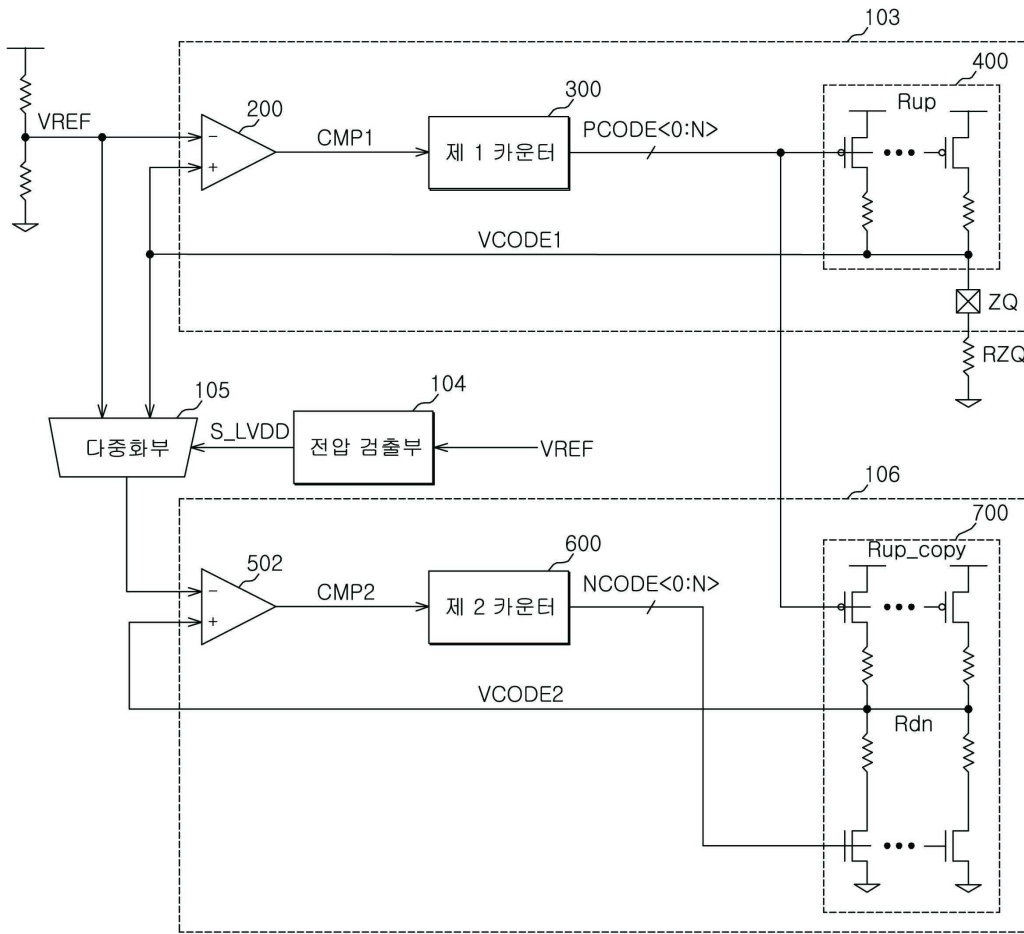 103
400
Rup
VREF
200
CMP1
300
제 1 카운터
PCODE<0:N>
− 
+
VCODE1
ZQ
RZQ
105
다중화부
S_LVDD
104
전압 검출부
VREF
106
700
Rup_copy
502
CMP2
600
제 2 카운터
NCODE<0:N>
−
+
VCODE2
Rdn